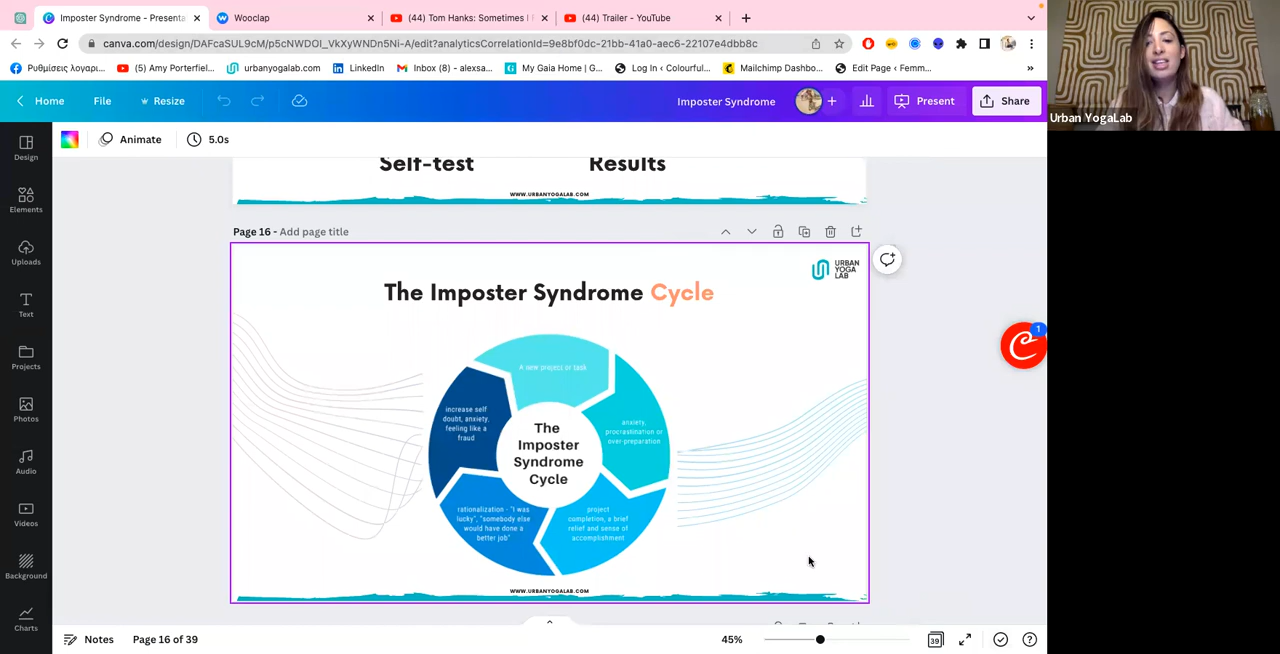 Imposter Syndrome - Presenta
Wooclap
(44) Tom Hanks: Sometimes I
(44) Trailer - YouTube
canva.com/design/DAFcaSUL9cM/p5cNWDOI_VkXyWNDn5Ni-A/edit?analyticsCorrelationId=9e8bf0dc-21bb-41a0-aec6-22107e4dbb8c
Ρυθμίσεις λογαρι...
(5) Amy Porterfiel...
urbanyogalab.com
LinkedIn
Inbox (8) - alexsa...
My Gaia Home | G...
Log In ‹ Colourful...
Mailchimp Dashbo...
Edit Page ‹ Femm...
»
Urban YogaLab
Home
File
Resize
Imposter Syndrome
Present
Share
Animate
5.0s
Design
Elements
Uploads
Text
Projects
Photos
Audio
Videos
Background
Charts
Self-test
Results
WWW.URBANYOGALAB.COM
Page 16 - Add page title
URBAN
YOGA
LAB
The Imposter Syndrome Cycle
A new project or task
anxiety,
procrastination or
over-preparation
project
completion, a brief
relief and sense of
accomplishment
rationalization - "I was
lucky", "somebody else
would have done a
better job"
increase self
doubt, anxiety,
feeling like a
fraud
The
Imposter
Syndrome
Cycle
WWW.URBANYOGALAB.COM
1
Notes
Page 16 of 39
45%
39